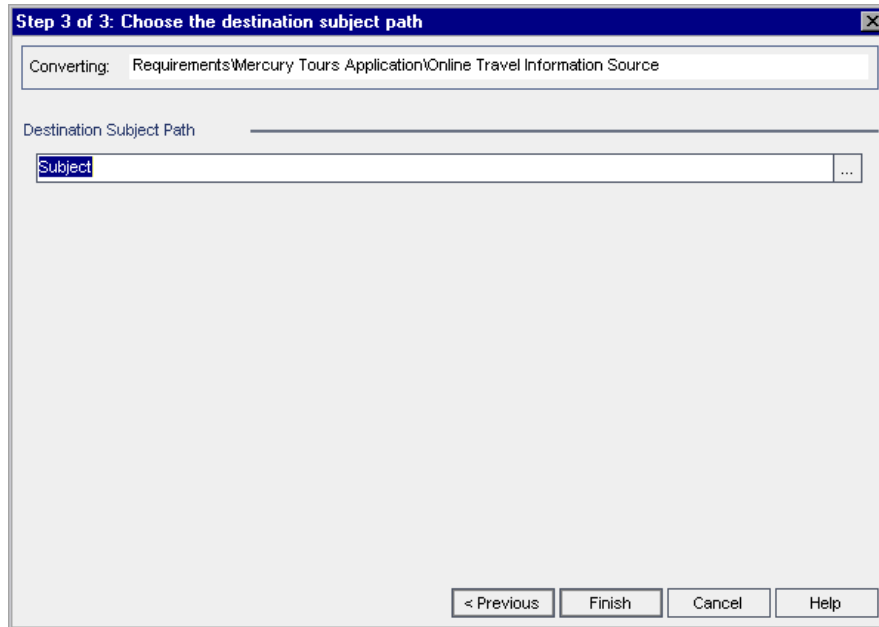 Step 3 of 3: Choose the destination subject path
Converting: Requirements\Mercury Tours Application\Online Travel Information Source
Destination Subject Path
Subject
...
< Previous Finish Cancel Help